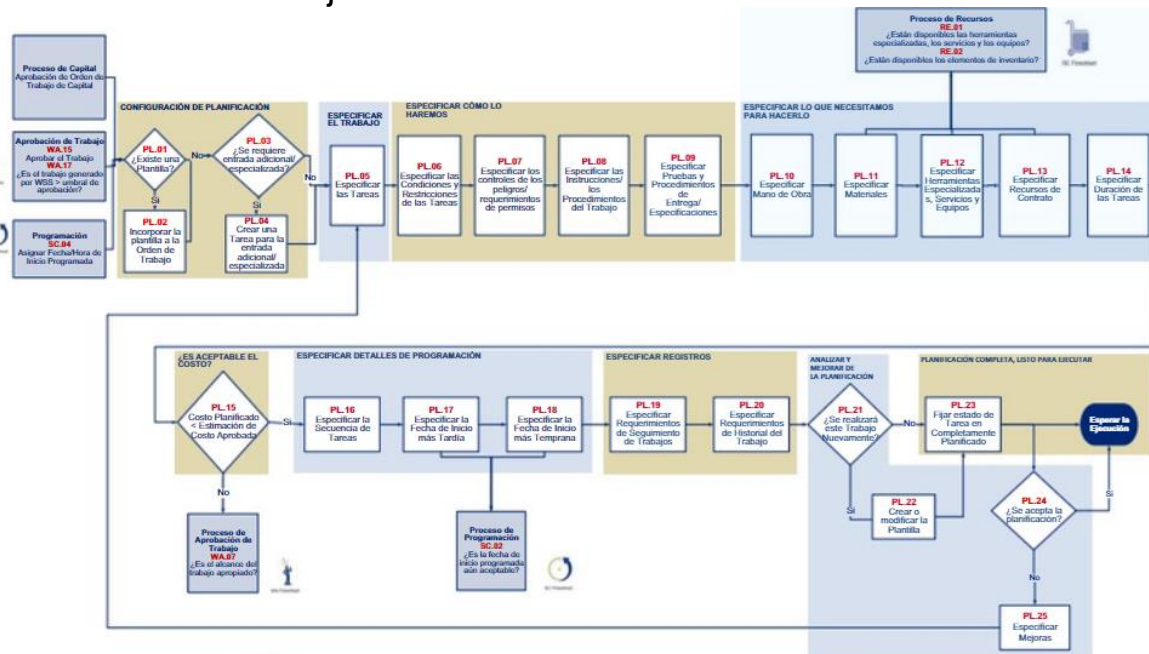 Proceso de Recursos
RE.01
¿Están disponibles las herramientas
especializadas, los servicios y los equipos?
RE.02
¿Están disponibles los elementos de inventario?
Proceso de Capital
Aprobación de Orden de
Trabajo de Capital
Aprobación de Trabajo
WA.15
Aprobar el Trabajo
WA.17
¿Es el trabajo generado
por WSS > umbral de
aprobación?
Programación
SC.04
Asignar Fecha/Hora de
Inicio Programada
CONFIGURACIÓN DE PLANIFICACIÓN
PL.01
¿Existe una
Plantilla?
No
Si
PL.02
Incorporar la
plantilla a la
Orden de
Trabajo
PL.03
¿Se requiere
entrada adicional/
especializada?
No
Si
PL.04
Crear una
Tarea para la
entrada
adicional/
especializada
ESPECIFICAR
EL TRABAJO
PL.05
Especificar
las Tareas
ESPECIFICAR CÓMO LO
HAREMOS
PL.06
Especificar las
Condiciones y
Restricciones
de las Tareas
PL.07
Especificar los
controles de los
peligros/
requerimientos
de permisos
PL.08
Especificar las
Instrucciones/
los
Procedimientos
del Trabajo
PL.09
Especificar
Pruebas y
Procedimientos
de
Entrega/
Especificaciones
ESPECIFICAR LO QUE NECESITAMOS
PARA HACERLO
PL.10
Especificar
Mano de Obra
PL.11
Especificar
Materiales
PL.12
Especificar
Herramientas
Especializada
s, Servicios y
Equipos
PL.13
Especificar
Recursos de
Contrato
PL.14
Especificar
Duración de
las Tareas
¿ES ACEPTABLE EL
COSTO?
PL.15
Costo Planificado
< Estimación de
Costo Aprobada
Si
No
Proceso de
Aprobación de
Trabajo
WA.07
¿Es el alcance del
trabajo apropiado?
ESPECIFICAR DETALLES DE PROGRAMACIÓN
PL.16
Especificar la
Secuencia de
Tareas
PL.17
Especificar la
Fecha de Inicio
más Tardía
PL.18
Especificar la
Fecha de Inicio
más Temprana
Proceso de
Programación
SC.02
¿Es la fecha de
inicio programada
aún aceptable?
ESPECIFICAR REGISTROS
PL.19
Especificar
Requerimientos
de Seguimiento
de Trabajos
PL.20
Especificar
Requerimientos
de Historial del
Trabajo
ANALIZAR Y
MEJORAR DE
LA PLANIFICACIÓN
PL.21
¿Se realizará
este Trabajo
Nuevamente?
No
Si
PL.22
Crear o
modificar la
Plantilla
PLANIFICACIÓN COMPLETA, LISTO PARA EJECUTAR
PL.23
Fijar estado de
Tarea en
Completamente
Planificado
Esperar la
Ejecución
PL.24
¿Se acepta la
planificación?
Si
No
PL.25
Especificar
Mejoras